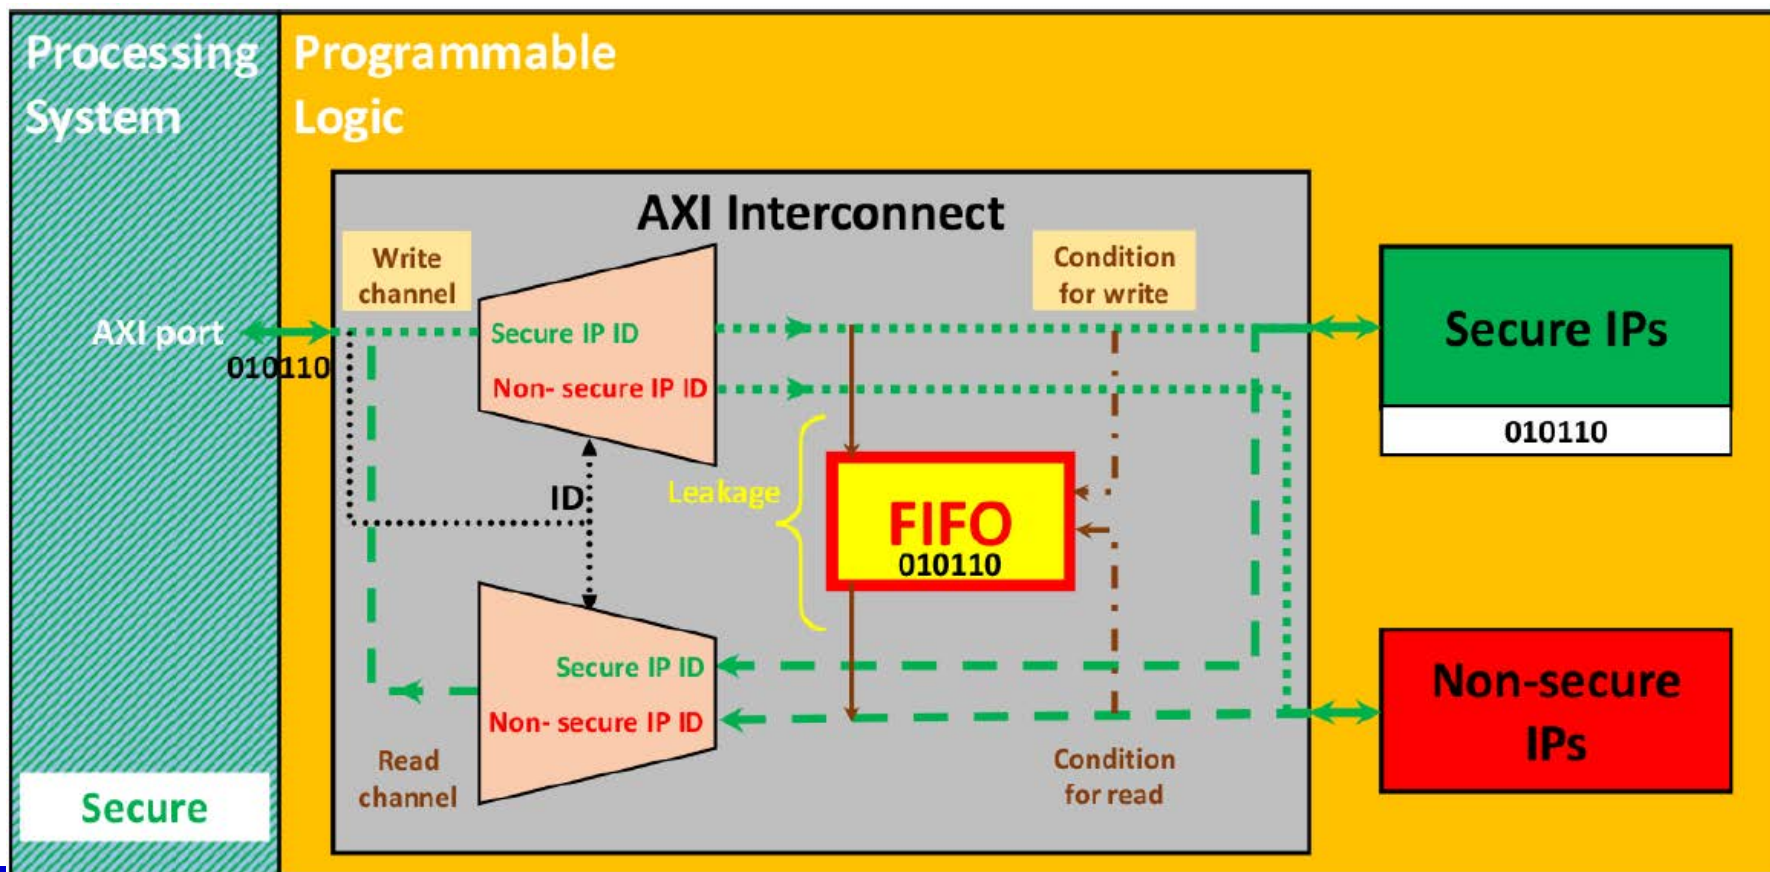 Processing
System
Programmable
Logic
AXI Interconnect
Write
channel
Condition
for write
AXI port
010110
Secure IP ID
Non- secure IP ID
Secure IPs
010110
ID
Leakage
FIFO
010110
Secure IP ID
Non- secure IP ID
Non-secure
IPs
Read
channel
Condition
for read
Secure